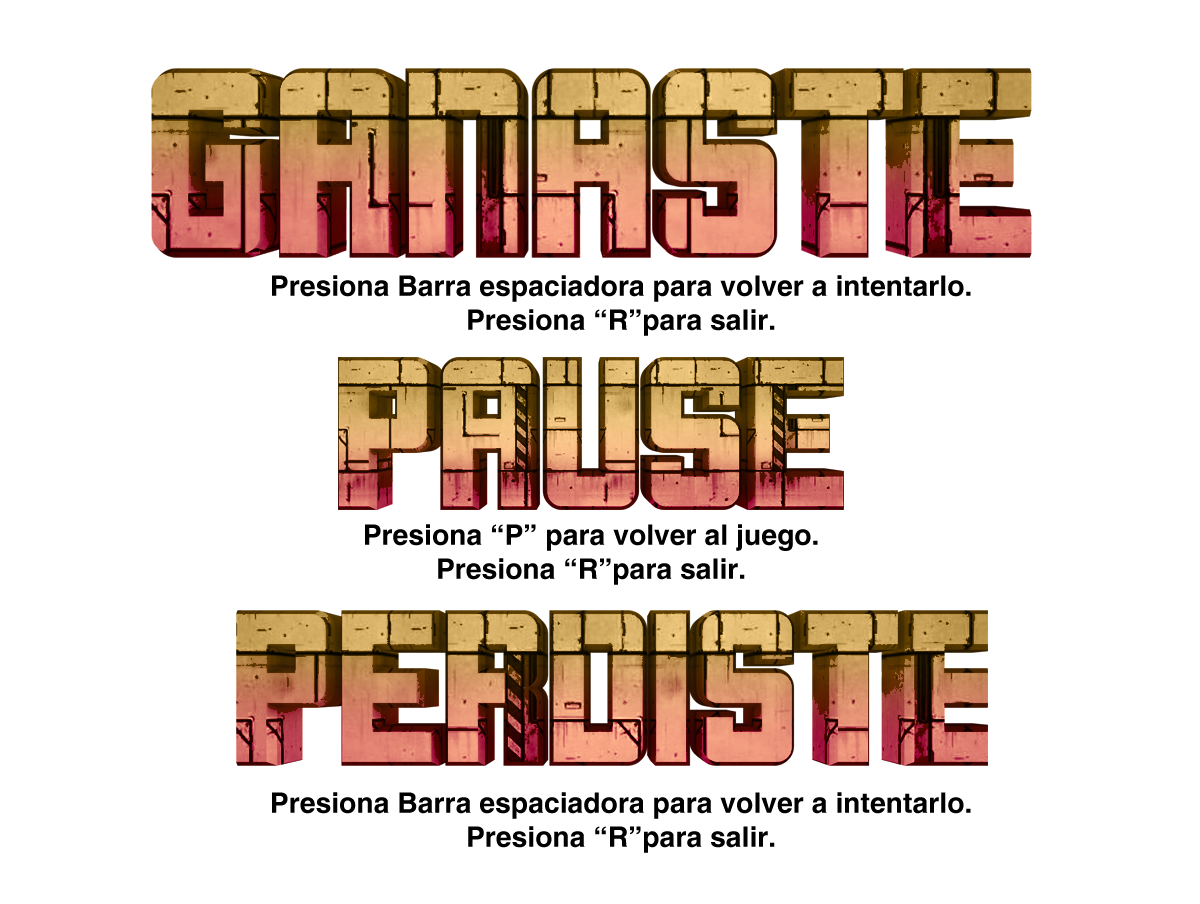 GANASTE
Presiona Barra espaciadora para volver a intentarlo.
Presiona “R”para salir.
PAUSE
Presiona “P” para volver al juego.
Presiona “R”para salir.
PERDISTE
Presiona Barra espaciadora para volver a intentarlo.
Presiona “R”para salir.